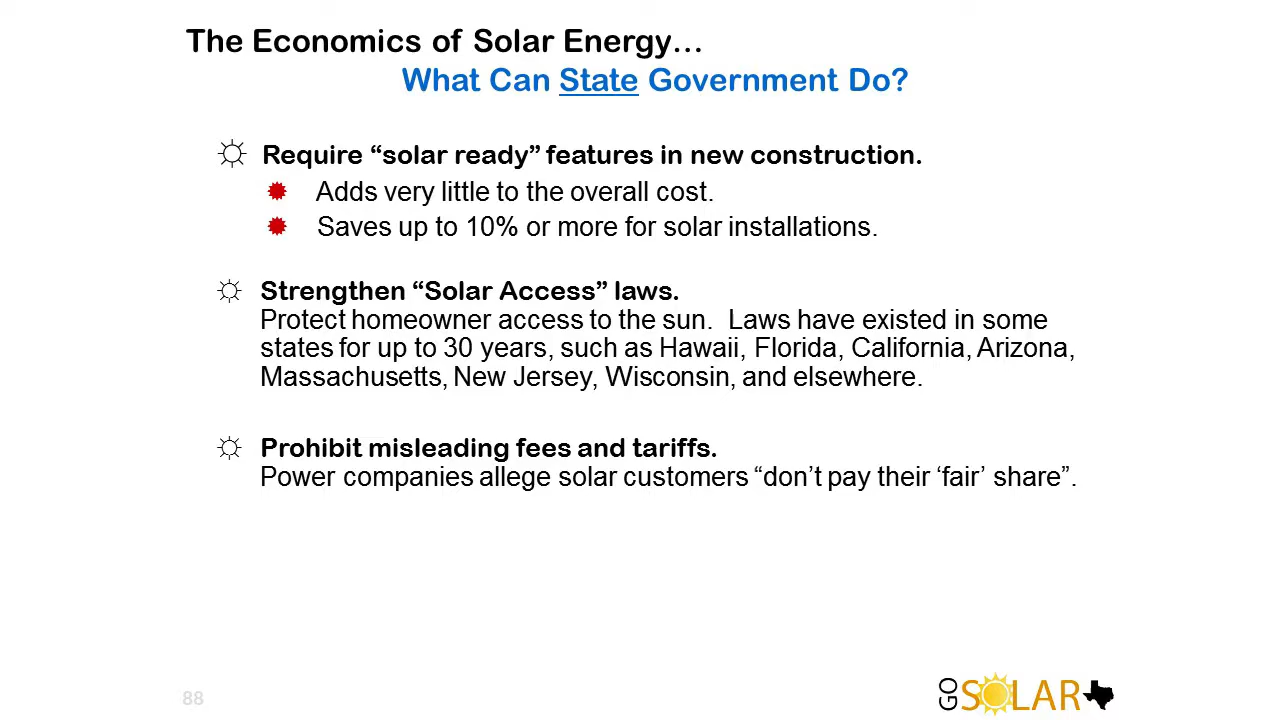 The Economics of Solar Energy…
What Can State Government Do?
Require “solar ready” features in new construction.
Adds very little to the overall cost.
Saves up to 10% or more for solar installations.
Strengthen “Solar Access” laws.
Protect homeowner access to the sun.  Laws have existed in some
states for up to 30 years, such as Hawaii, Florida, California, Arizona,
Massachusetts, New Jersey, Wisconsin, and elsewhere.
Prohibit misleading fees and tariffs.
Power companies allege solar customers “don’t pay their ‘fair’ share”.
88
GO SOLAR